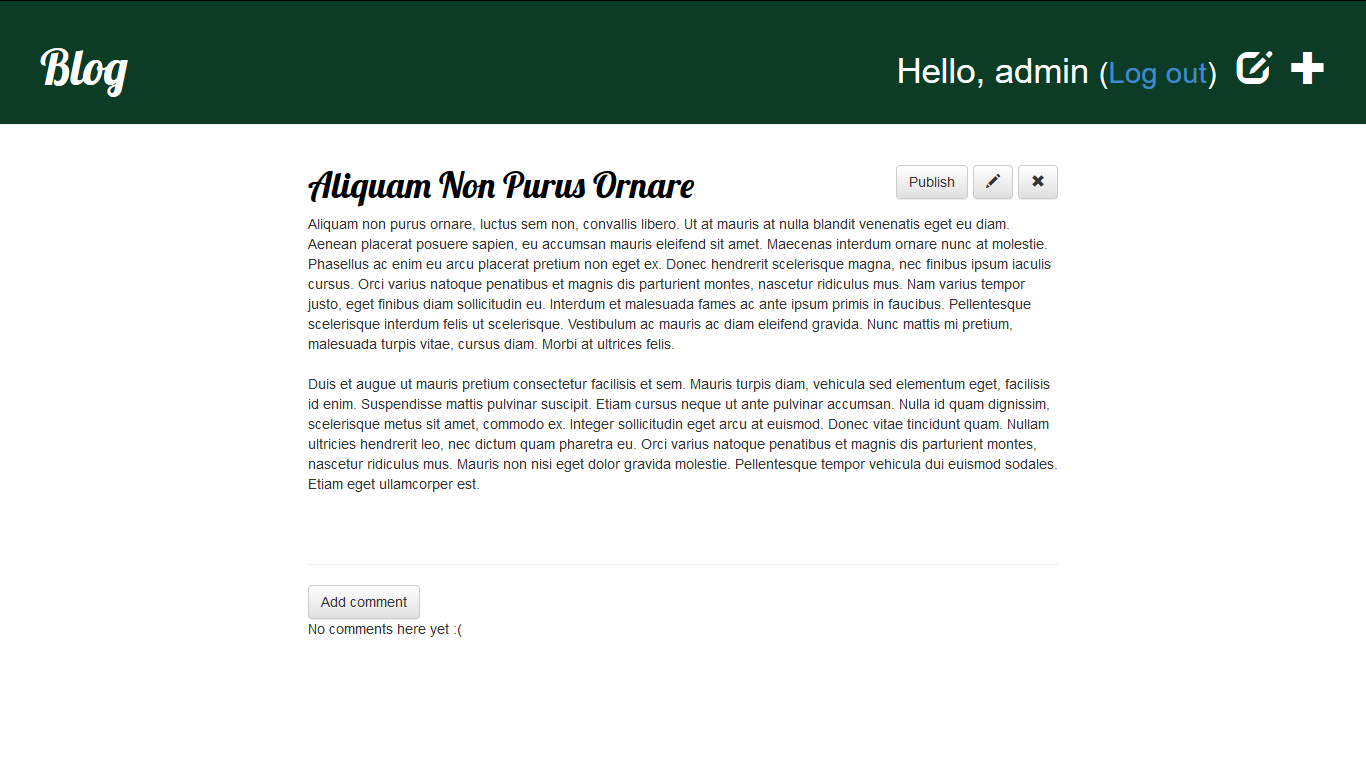 Blog
Hello, admin (Log out)
Aliquam Non Purus Ornare
Publish
Aliquam non purus ornare, luctus sem non, convallis libero. Ut at mauris at nulla blandit venenatis eget eu diam.
Aenean placerat posuere sapien, eu accumsan mauris eleifend sit amet. Maecenas interdum ornare nunc at molestie.
Phasellus ac enim eu arcu placerat pretium non eget ex. Donec hendrerit scelerisque magna, nec finibus ipsum iaculis
cursus. Orci varius natoque penatibus et magnis dis parturient montes, nascetur ridiculus mus. Nam varius tempor
justo, eget finibus diam sollicitudin eu. Interdum et malesuada fames ac ante ipsum primis in faucibus. Pellentesque
scelerisque interdum felis ut scelerisque. Vestibulum ac mauris ac diam eleifend gravida. Nunc mattis mi pretium,
malesuada turpis vitae, cursus diam. Morbi at ultrices felis.
Duis et augue ut mauris pretium consectetur facilisis et sem. Mauris turpis diam, vehicula sed elementum eget, facilisis
id enim. Suspendisse mattis pulvinar suscipit. Etiam cursus neque ut ante pulvinar accumsan. Nulla id quam dignissim,
scelerisque metus sit amet, commodo ex. Integer sollicitudin eget arcu at euismod. Donec vitae tincidunt quam. Nullam
ultricies hendrerit leo, nec dictum quam pharetra eu. Orci varius natoque penatibus et magnis dis parturient montes,
nascetur ridiculus mus. Mauris non nisi eget dolor gravida molestie. Pellentesque tempor vehicula dui euismod sodales.
Etiam eget ullamcorper est.
Add comment
No comments here yet :(